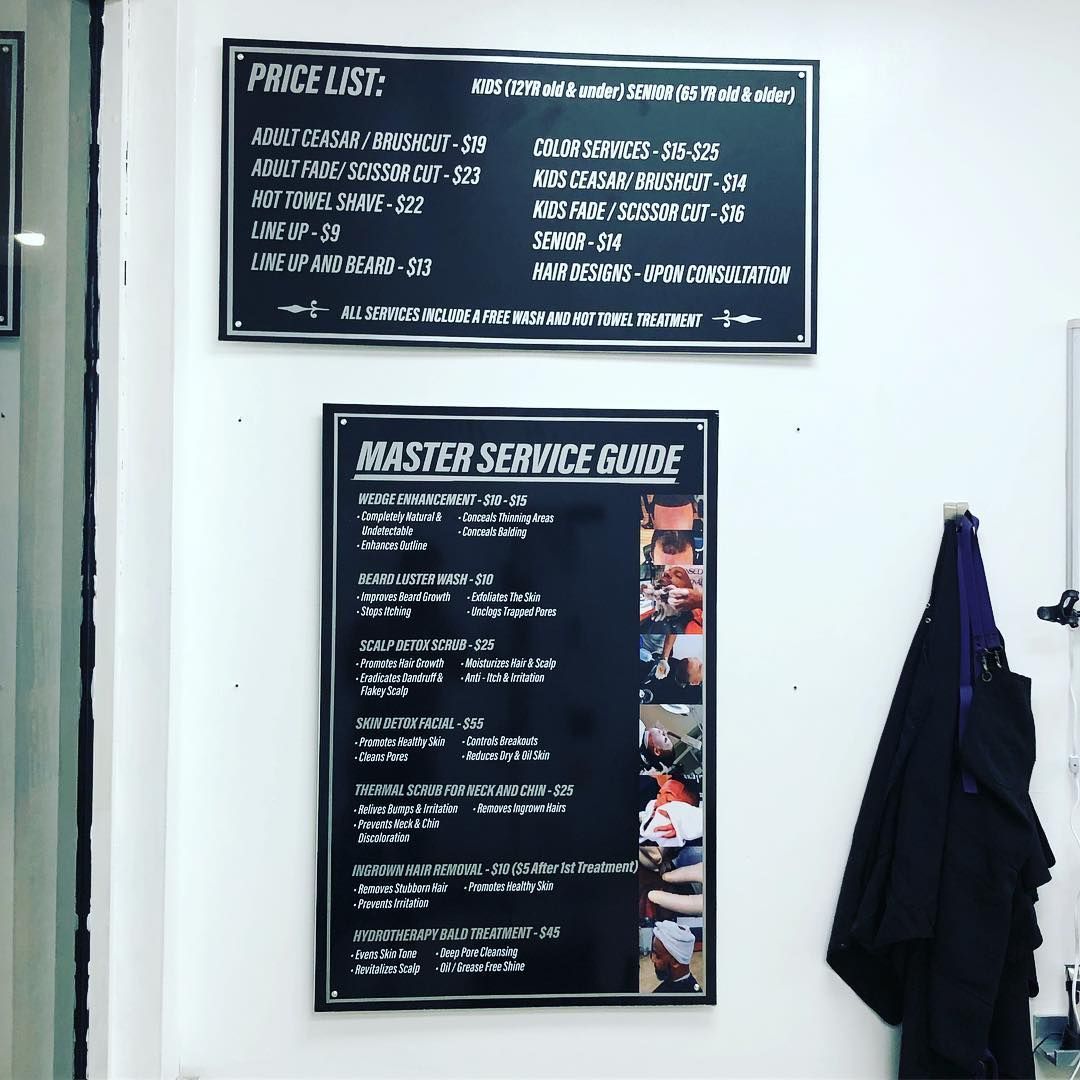 PRICE LIST:
KIDS (12YR old & under) SENIOR (65 YR old & older)
ADULT CEASAR / BRUSHCUT - $19
ADULT FADE/ SCISSOR CUT - $23
HOT TOWEL SHAVE - $22
LINE UP - $9
LINE UP AND BEARD - $13
COLOR SERVICES - $15-$25
KIDS CEASAR/ BRUSHCUT - $14
KIDS FADE / SCISSOR CUT - $16
SENIOR - $14
HAIR DESIGNS - UPON CONSULTATION
ALL SERVICES INCLUDE A FREE WASH AND HOT TOWEL TREATMENT
MASTER SERVICE GUIDE
WEDGE ENHANCEMENT - $10 - $15
• Completely Natural &
Undetectable
• Enhances Outline
• Conceals Thinning Areas
• Conceals Balding
BEARD LUSTER WASH - $10
• Improves Beard Growth
• Stops Itching
• Exfoliates The Skin
• Unclogs Trapped Pores
SCALP DETOX SCRUB - $25
• Promotes Hair Growth
• Eradicates Dandruff &
Flakey Scalp
• Moisturizes Hair & Scalp
• Anti - Itch & Irritation
SKIN DETOX FACIAL - $55
• Promotes Healthy Skin
• Cleans Pores
• Controls Breakouts
• Reduces Dry & Oil Skin
THERMAL SCRUB FOR NECK AND CHIN - $25
• Relives Bumps & Irritation
• Prevents Neck & Chin
Discoloration
• Removes Ingrown Hairs
INGROWN HAIR REMOVAL - $10 ($5 After 1st Treatment)
• Removes Stubborn Hair
• Prevents Irritation
• Promotes Healthy Skin
HYDROTHERAPY BALD TREATMENT - $45
• Evens Skin Tone
• Revitalizes Scalp
• Deep Pore Cleansing
• Oil / Grease Free Shine